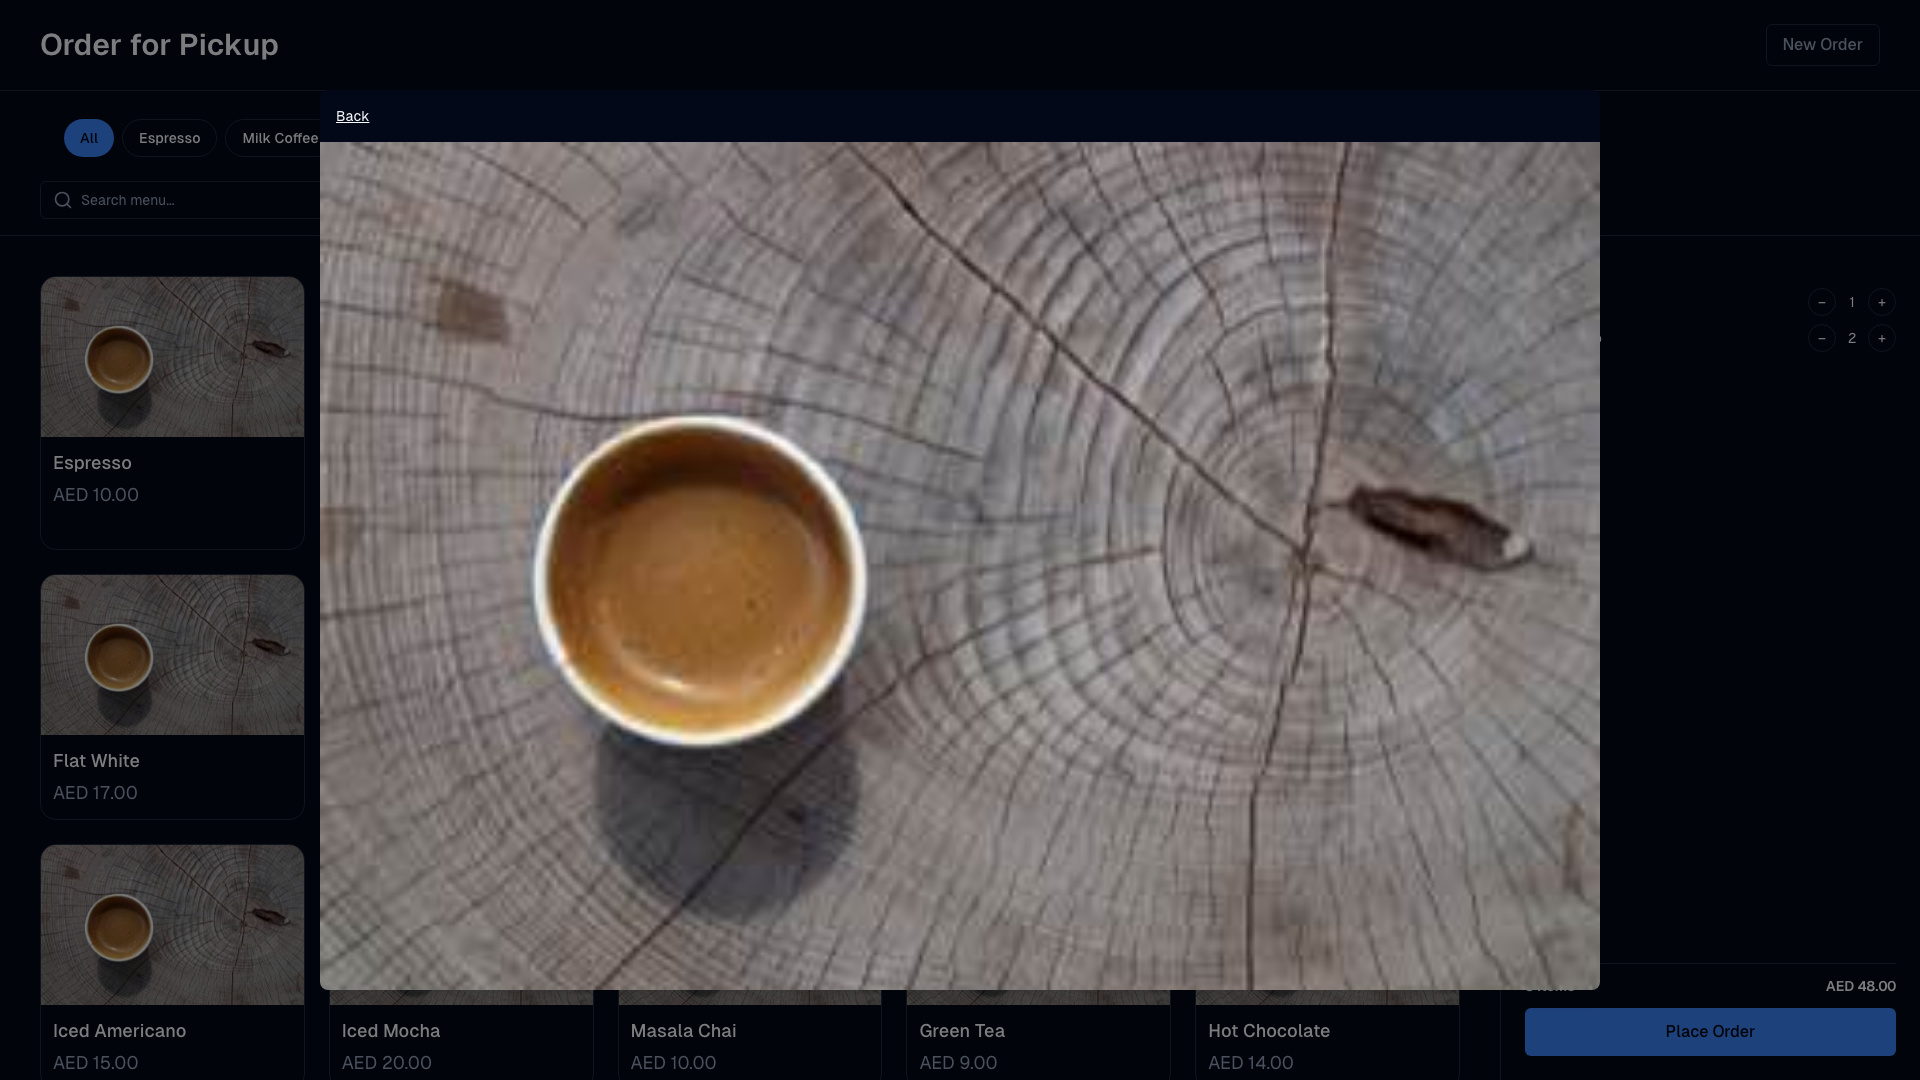 Order for Pickup
New Order
Back
All
Espresso
Milk Coffee
Search menu...
− 1 +
− 2 +
Espresso
AED 10.00
Flat White
AED 17.00
AED 48.00
Place Order
Iced Americano
AED 15.00
Iced Mocha
AED 20.00
Masala Chai
AED 10.00
Green Tea
AED 9.00
Hot Chocolate
AED 14.00